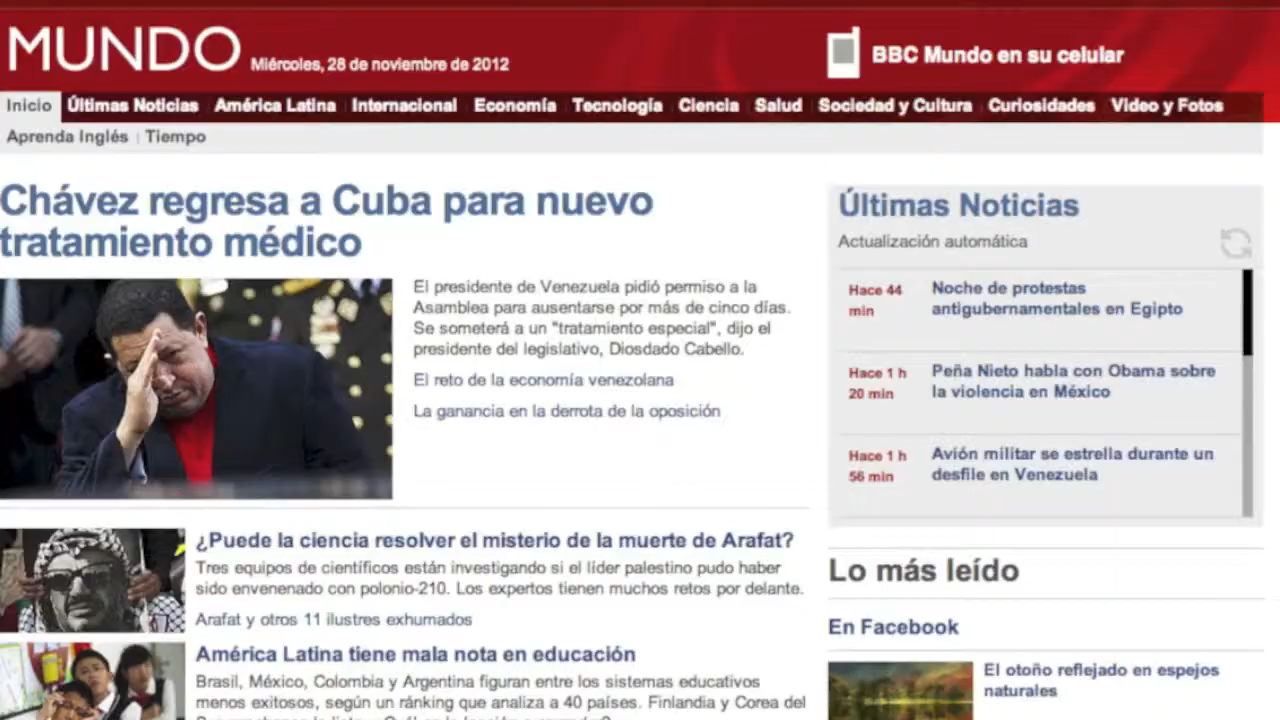 MUNDO
Miércoles, 28 de noviembre de 2012
BBC Mundo en su celular
Inicio Últimas Noticias América Latina Internacional Economía Tecnología Ciencia Salud Sociedad y Cultura Curiosidades Video y Fotos
Aprenda Inglés Tiempo
Chávez regresa a Cuba para nuevo
tratamiento médico
El presidente de Venezuela pidió permiso a la
Asamblea para ausentarse por más de cinco días.
Se someterá a un "tratamiento especial", dijo el
presidente del legislativo, Diosdado Cabello.
El reto de la economía venezolana
La ganancia en la derrota de la oposición
¿Puede la ciencia resolver el misterio de la muerte de Arafat?
Tres equipos de científicos están investigando si el líder palestino pudo haber
sido envenenado con polonio-210. Los expertos tienen muchos retos por delante.
Arafat y otros 11 ilustres exhumados
América Latina tiene mala nota en educación
Brasil, México, Colombia y Argentina figuran entre los sistemas educativos
menos exitosos, según un ránking que analiza a 40 países. Finlandia y Corea del
Últimas Noticias
Actualización automática
Hace 44
min
Noche de protestas
antigubernamentales en Egipto
Hace 1 h
20 min
Peña Nieto habla con Obama sobre
la violencia en México
Hace 1 h
56 min
Avión militar se estrella durante un
desfile en Venezuela
Lo más leído
En Facebook
El otoño reflejado en espejos
naturales